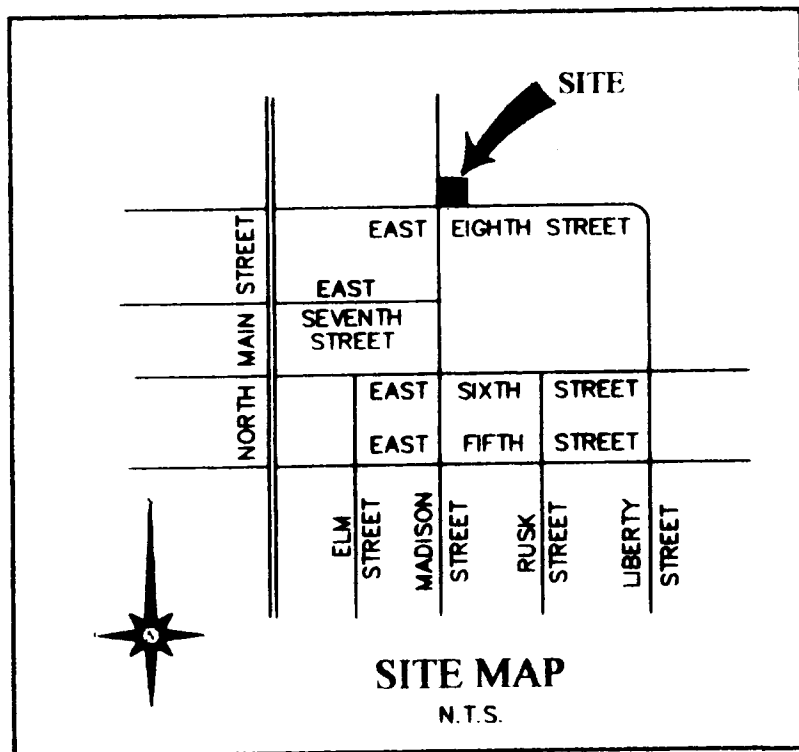 SITE
EAST EIGHTH STREET
NORTH MAIN STREET
EAST
SEVENTH
STREET
EAST SIXTH STREET
EAST FIFTH STREET
ELM
STREET
MADISON
STREET
RUSK
STREET
LIBERTY
STREET
SITE MAP
N.T.S.